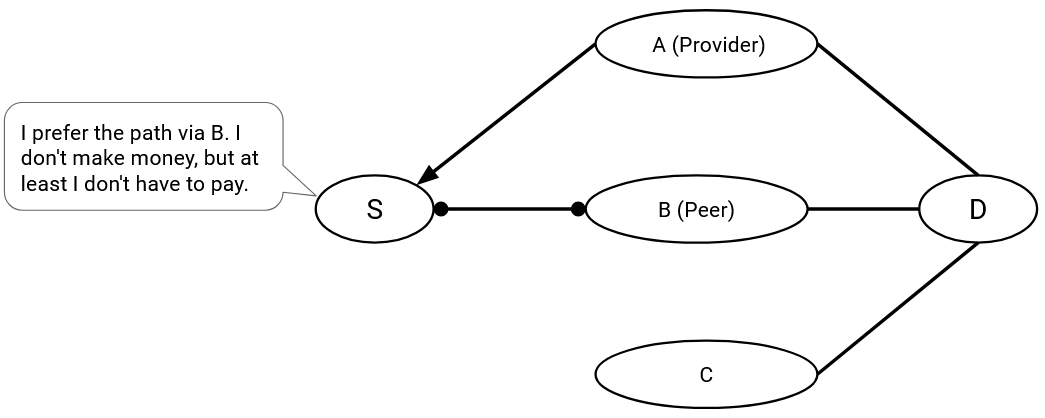 A (Provider)
I prefer the path via B. I
don't make money, but at
least I don't have to pay.
S
B (Peer)
D
C